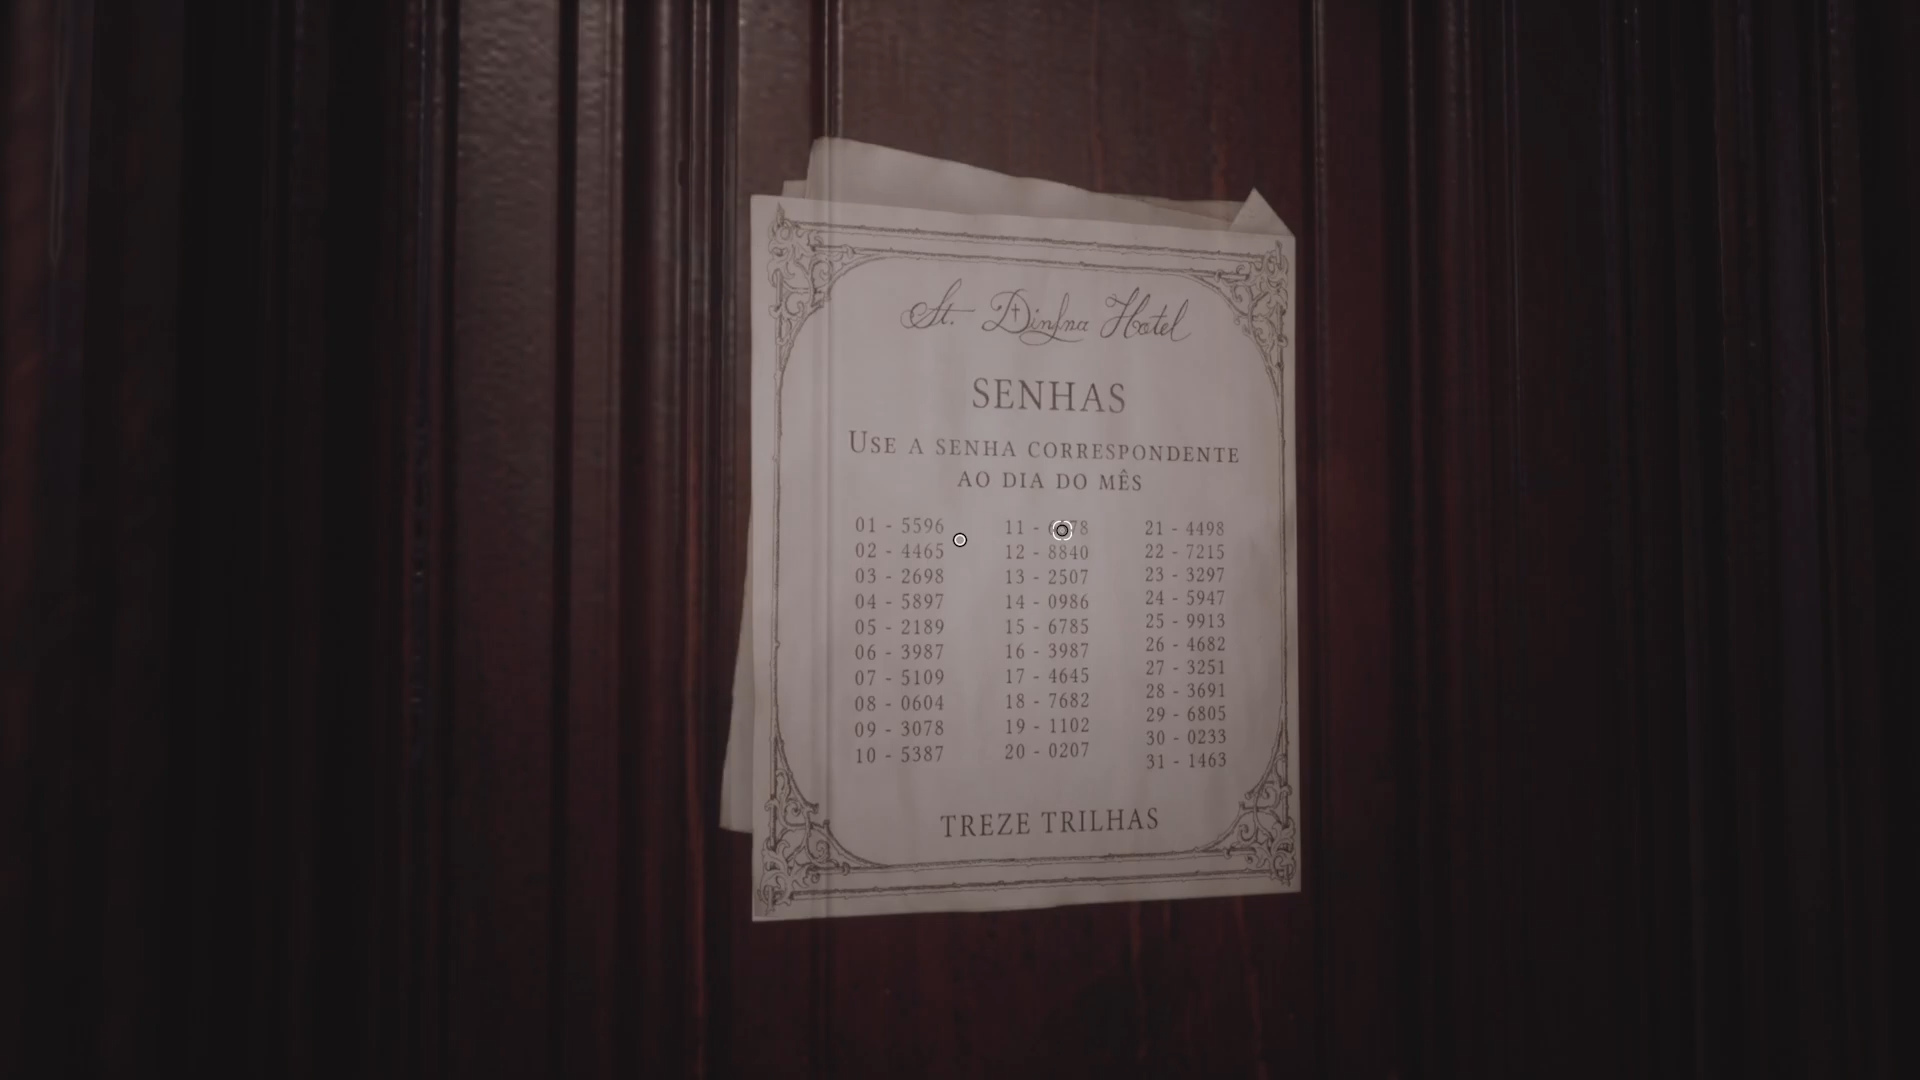 St. Dinfna Hotel
SENHAS
USE A SENHA CORRESPONDENTE
AO DIA DO MÊS
01 - 5596
02 - 4465
03 - 2698
04 - 5897
05 - 2189
06 - 3987
07 - 5109
08 - 0604
09 - 3078
10 - 5387
11 -
12 - 8840
13 - 2507
14 - 0986
15 - 6785
16 - 3987
17 - 4645
18 - 7682
19 - 1102
20 - 0207
21 - 4498
22 - 7215
23 - 3297
24 - 5947
25 - 9913
26 - 4682
27 - 3251
28 - 3691
29 - 6805
30 - 0233
31 - 1463
TREZE TRILHAS